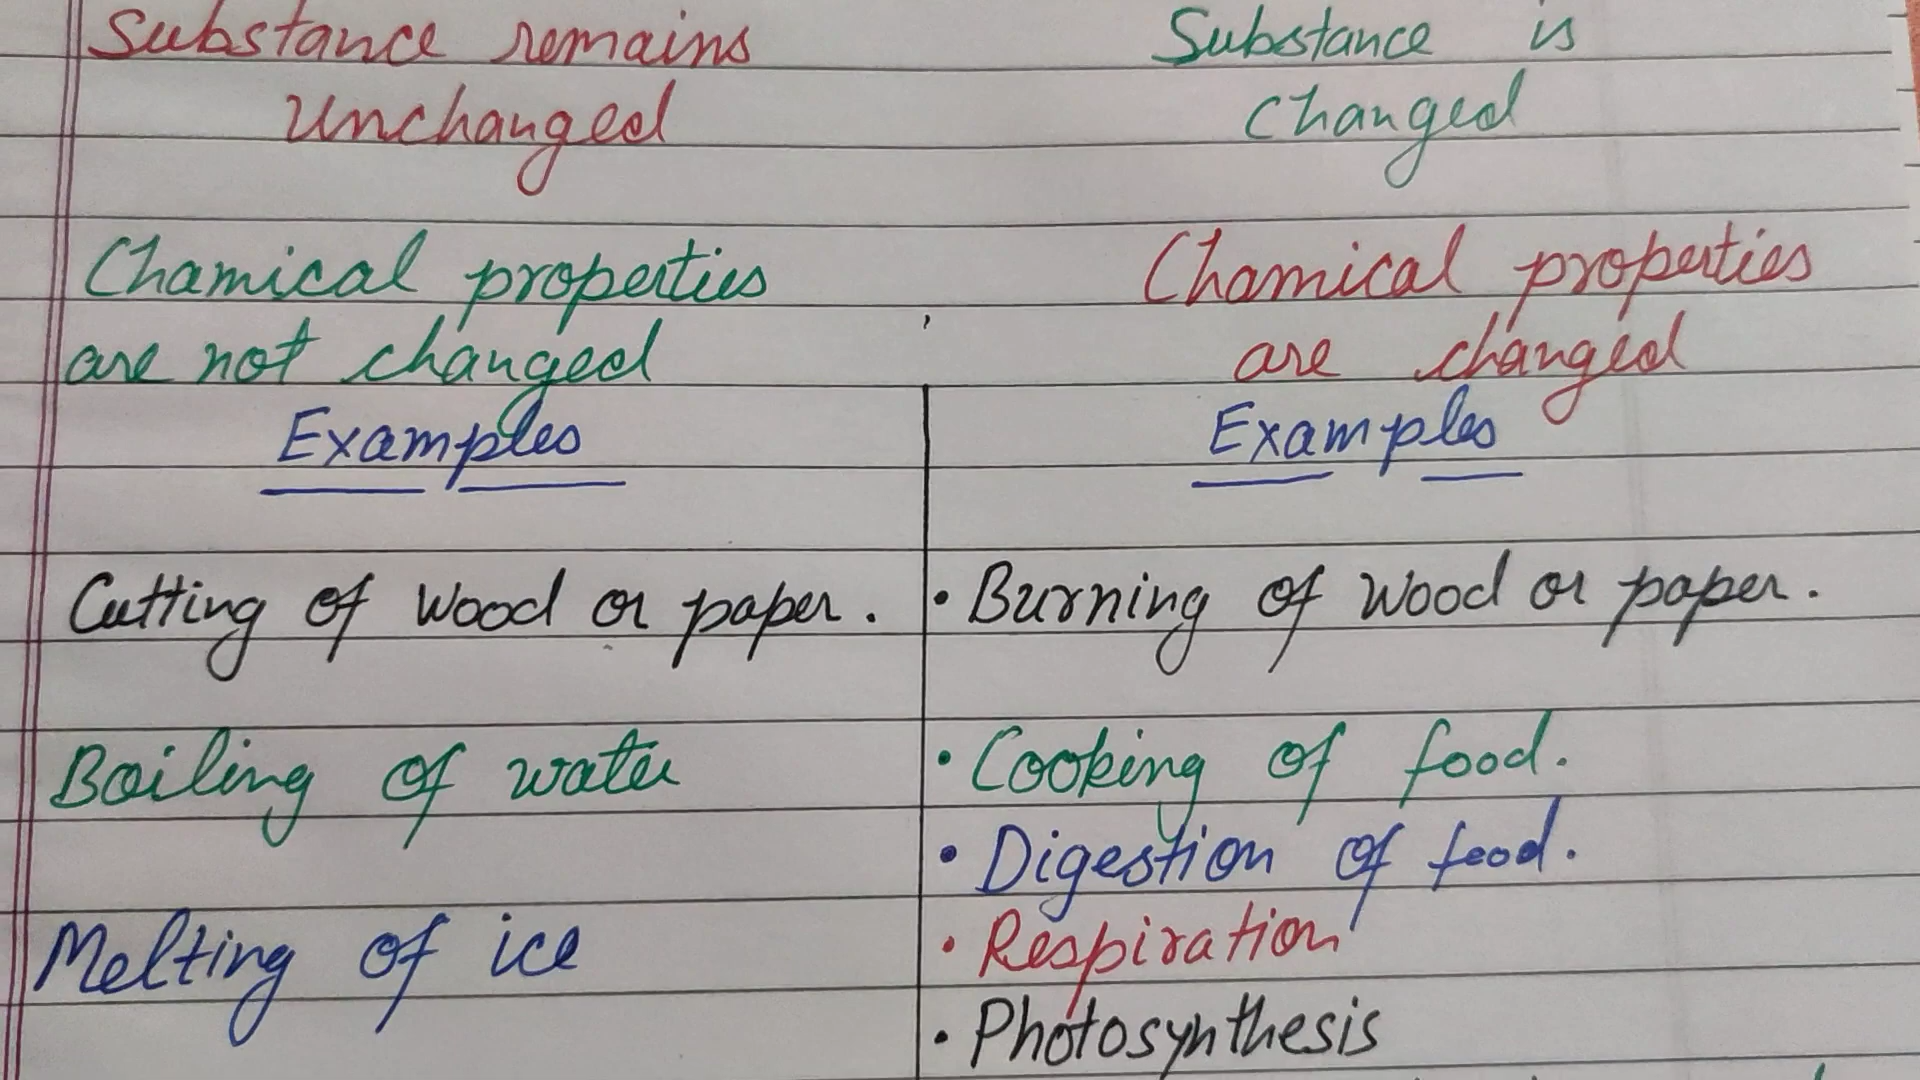 Substance remains
Unchanged
Chamical properties
are not changed
Examples
Cutting of wood or paper.
Boiling of water
Melting of ice
Substance is
changed
Chamical properties
are changed
Examples
• Burning of wood or paper.
• Cooking of food.
• Digestion of food.
• Respiration
• Photosynthesis